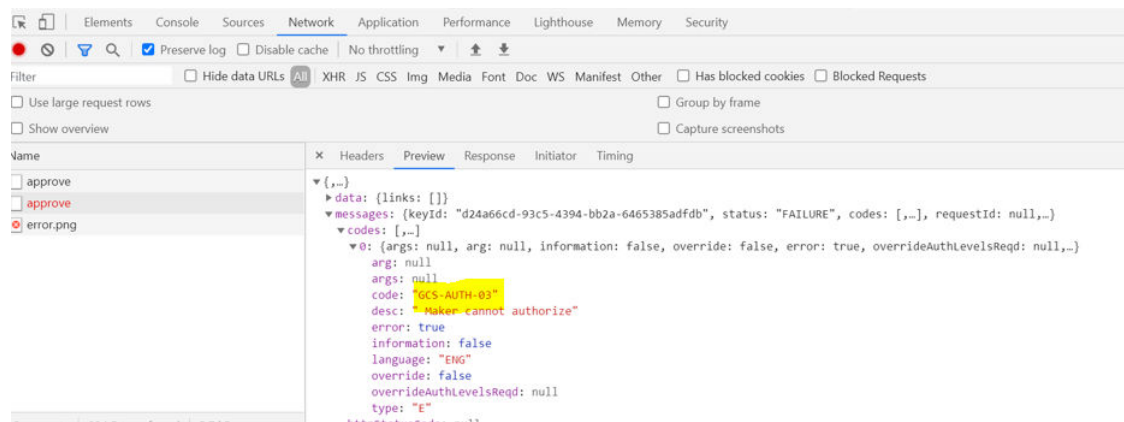 Elements Console Sources Network Application Performance Lighthouse Memory Security
Preserve log Disable cache No throttling
Filter Hide data URLs All XHR JS CSS Img Media Font Doc WS Manifest Other Has blocked cookies Blocked Requests
Use large request rows Group by frame
Show overview Capture screenshots
Name × Headers Preview Response Initiator Timing
approve ▼{,…}
approve ▶data: {links: []}
▼messages: {keyId: "d24a66cd-93c5-4394-bb2a-6465385adfdb", status: "FAILURE", codes: [,…], requestId: null,…}
error.png ▼codes: [,…]
▼0: {args: null, arg: null, information: false, override: false, error: true, overrideAuthLevelsReqd: null,…}
arg: null
args: null
code: "GCS-AUTH-03"
desc: " Maker cannot authorize"
error: true
information: false
language: "ENG"
override: false
overrideAuthLevelsReqd: null
type: "E"